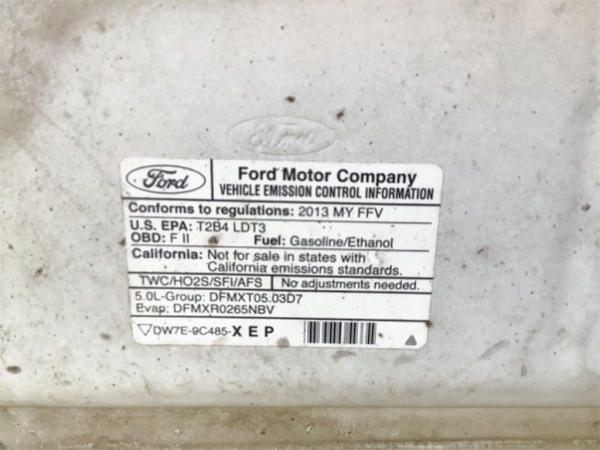 Ford
Ford
Ford Motor Company
VEHICLE EMISSION CONTROL INFORMATION
Conforms to regulations: 2013 MY FFV
U.S. EPA: T2B4 LDT3
OBD: F II Fuel: Gasoline/Ethanol
California: Not for sale in states with
California emissions standards.
TWC/HO2S/SFI/AFS No adjustments needed.
5.0L-Group: DFMXT05.03D7
Evap: DFMXR0265NBV
DW7E-9C485-XEP